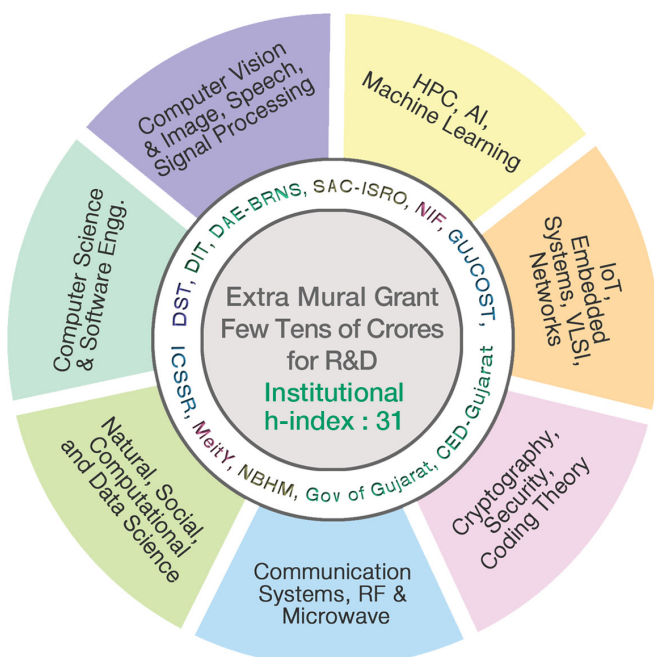 Computer Vision
& Image, Speech,
Signal Processing
HPC, AI,
Machine Learning
IoT,
Embedded
Systems, VLSI,
Networks
Cryptography,
Security,
Coding Theory
Communication
Systems, RF &
Microwave
Natural, Social,
Computational
and Data Science
Computer Science
& Software Engg.
DST, DIT, DAE-BRNS, SAC-ISRO, NIF, GUJCOST,
ICSSR, MeitY, NBHM, Gov of Gujarat, CED-Gujarat
Extra Mural Grant
Few Tens of Crores
for R&D
Institutional
h-index : 31